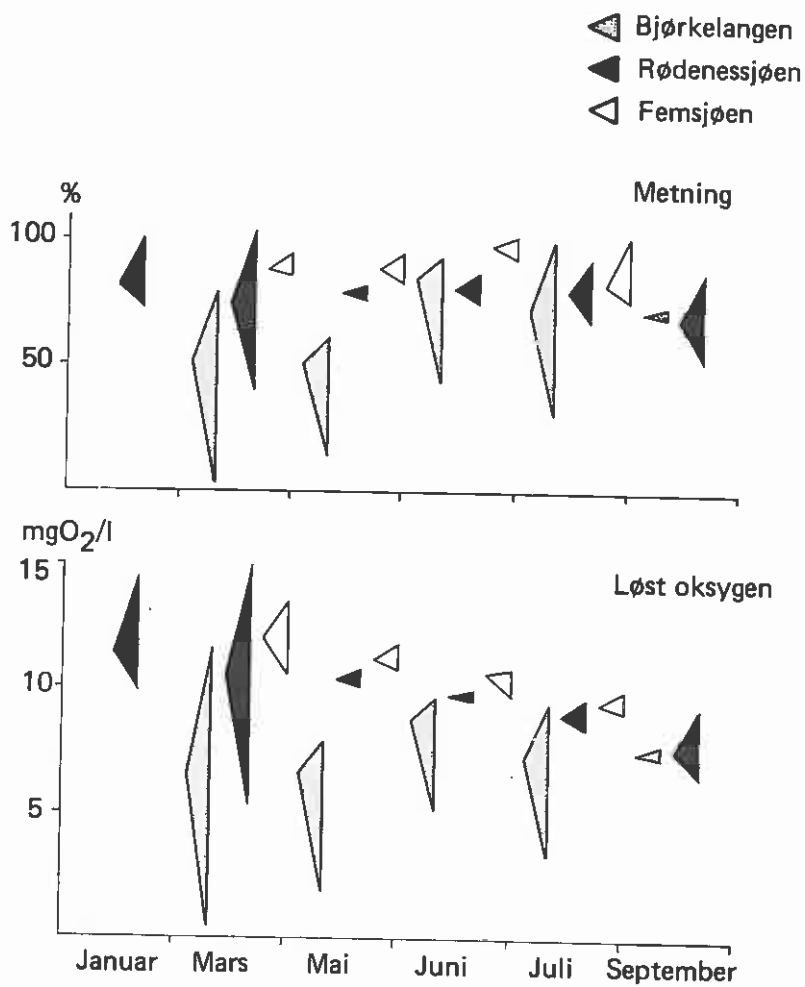 Bjørkelangen
Rødenessjøen
Femsjøen
%
Metning
100
50
mgO2/l
Løst oksygen
15
10
5
Januar Mars Mai Juni Juli September